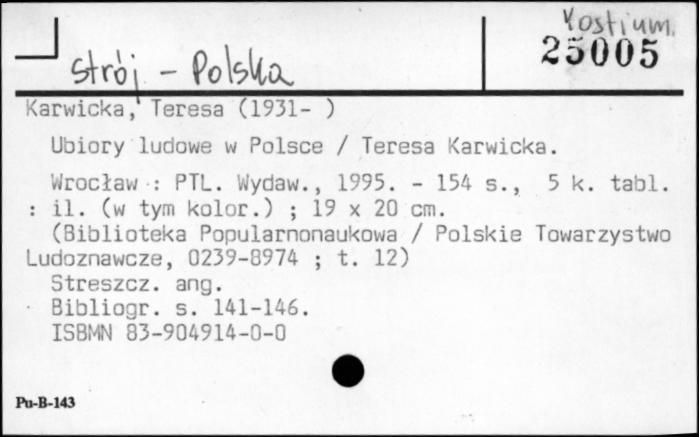 Kostium.
25005
Strój - Polska
Karwicka, Teresa (1931- )
Ubiory ludowe w Polsce / Teresa Karwicka.
Wrocław : PTL. Wydaw., 1995. - 154 s., 5 k. tabl.
: il. (w tym kolor.) ; 19 x 20 cm.
(Biblioteka Popularnonaukowa / Polskie Towarzystwo
Ludoznawcze, 0239-8974 ; t. 12)
Streszcz. ang.
Bibliogr. s. 141-146.
ISBMN 83-904914-0-0
Pu-B-143